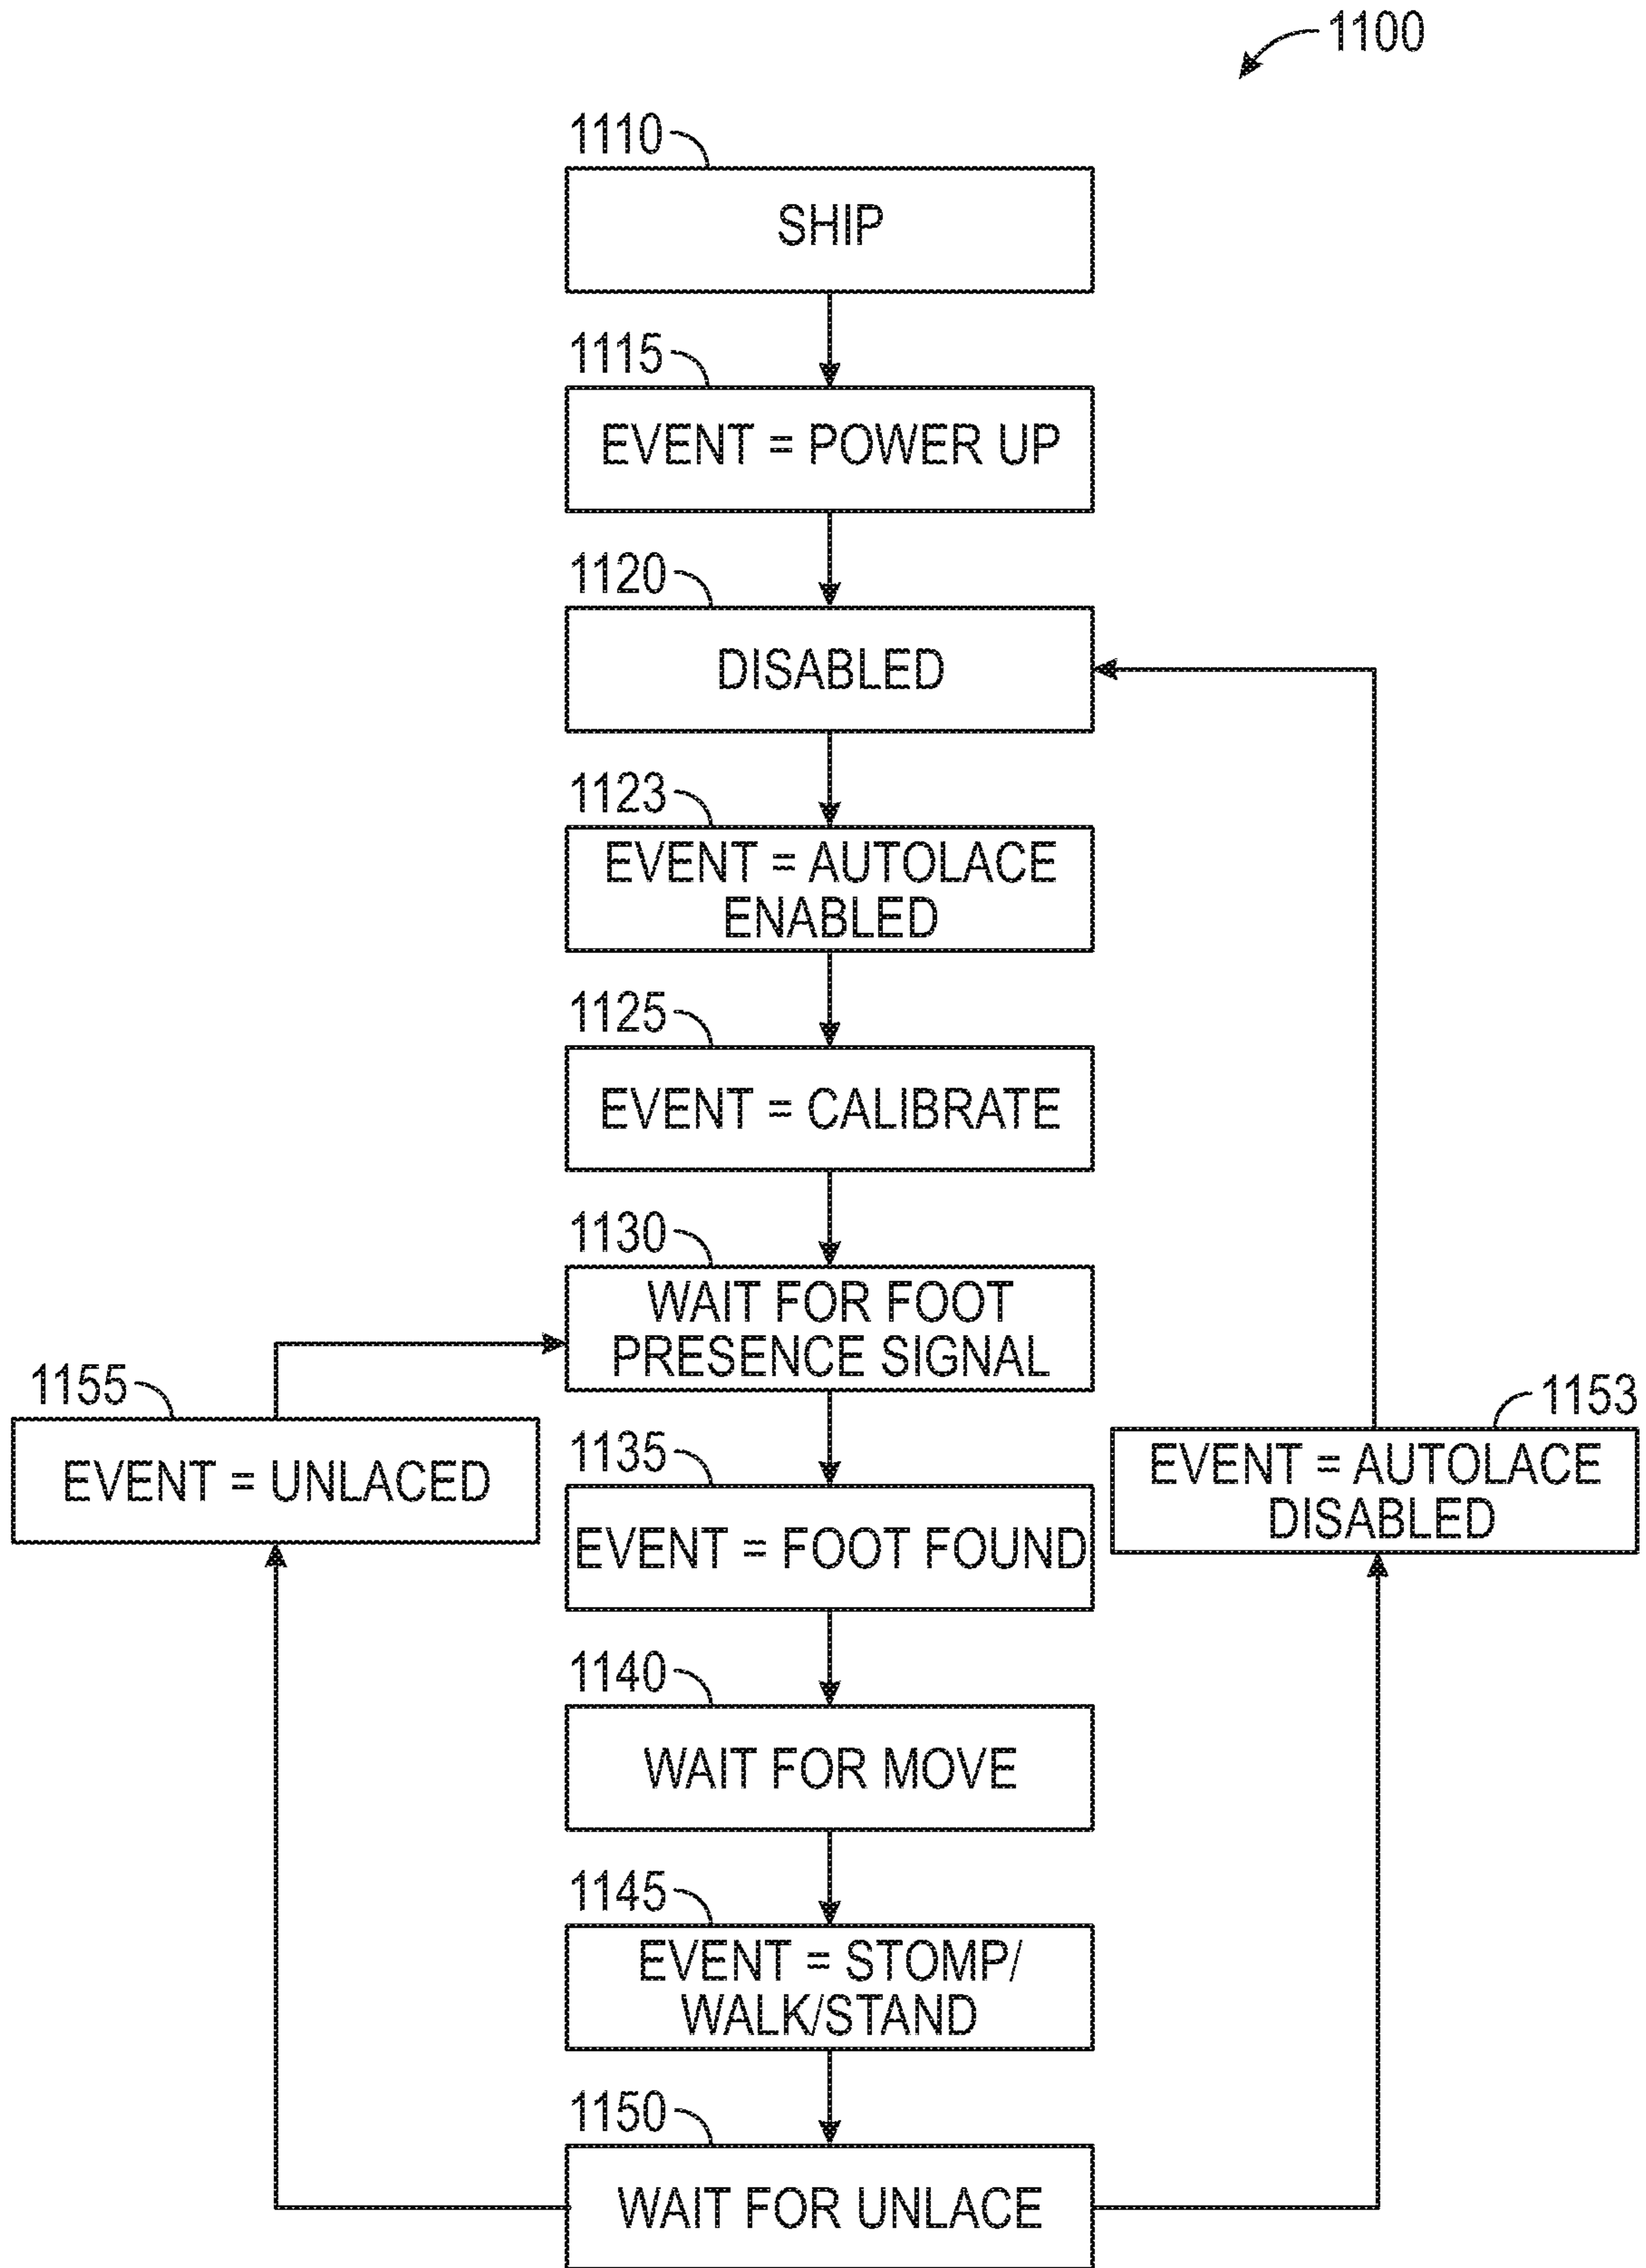 1100
1110
SHIP
1115
EVENT = POWER UP
1120
DISABLED
1123
EVENT = AUTOLACE
ENABLED
1125
EVENT = CALIBRATE
1130
WAIT FOR FOOT
PRESENCE SIGNAL
1155
EVENT = UNLACED
1135
EVENT = FOOT FOUND
1153
EVENT = AUTOLACE
DISABLED
1140
WAIT FOR MOVE
1145
EVENT = STOMP/
WALK/STAND
1150
WAIT FOR UNLACE